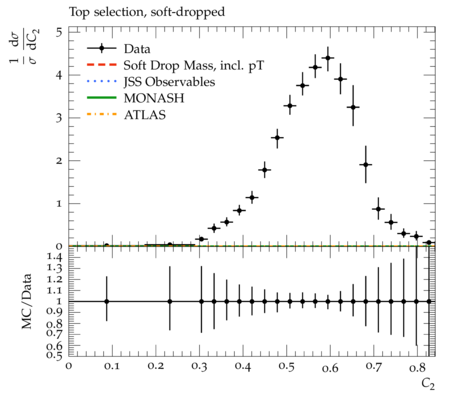 Top selection, soft-dropped
1/σ dσ/dC₂
5
4
3
2
1
0
Data
Soft Drop Mass, incl. pT
JSS Observables
MONASH
ATLAS
MC/Data
1.4
1.3
1.2
1.1
1
0.9
0.8
0.7
0.6
0.5
0 0.1 0.2 0.3 0.4 0.5 0.6 0.7 0.8
C₂